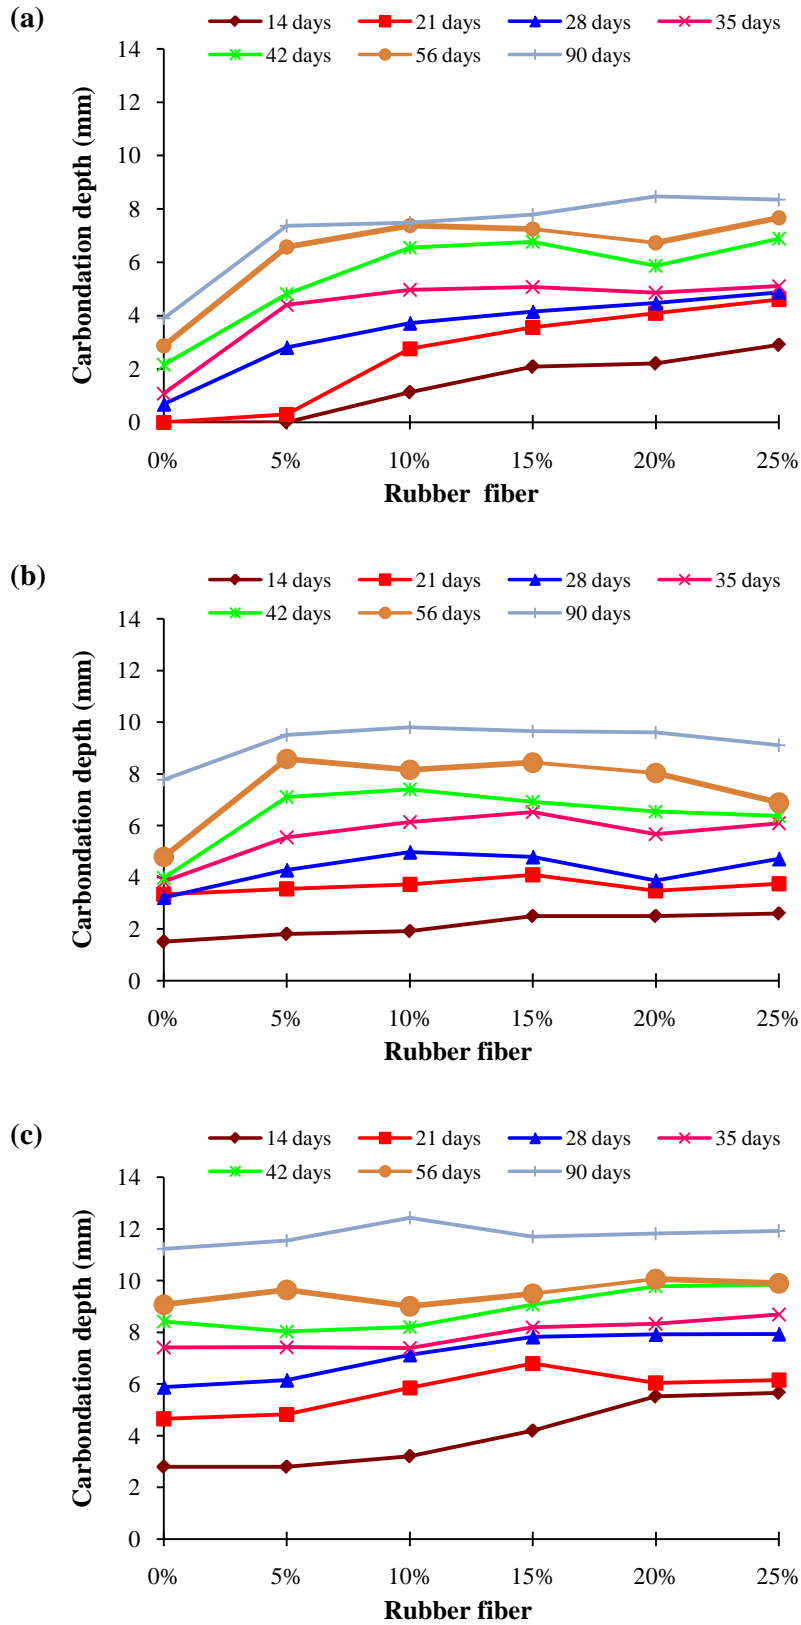 (a)
14 days 21 days 28 days 35 days
42 days 56 days 90 days
Carbondation depth (mm)
14
12
10
8
6
4
2
0
0% 5% 10% 15% 20% 25%
Rubber fiber
(b)
14 days 21 days 28 days 35 days
42 days 56 days 90 days
Carbondation depth (mm)
14
12
10
8
6
4
2
0
0% 5% 10% 15% 20% 25%
Rubber fiber
(c)
14 days 21 days 28 days 35 days
42 days 56 days 90 days
Carbondation depth (mm)
14
12
10
8
6
4
2
0
0% 5% 10% 15% 20% 25%
Rubber fiber